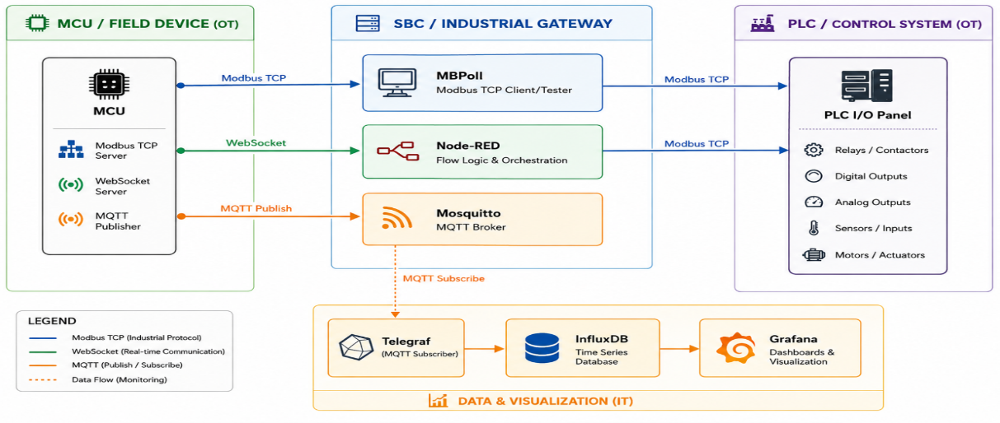 MCU / FIELD DEVICE (OT)
SBC / INDUSTRIAL GATEWAY
PLC / CONTROL SYSTEM (OT)
MCU
Modbus TCP
Server
WebSocket
Server
MQTT
Publisher
Modbus TCP
WebSocket
MQTT Publish
MBPoll
Modbus TCP Client/Tester
Node-RED
Flow Logic & Orchestration
Mosquitto
MQTT Broker
Modbus TCP
Modbus TCP
PLC I/O Panel
Relays / Contactors
Digital Outputs
Analog Outputs
Sensors / Inputs
Motors / Actuators
MQTT Subscribe
LEGEND
Modbus TCP (Industrial Protocol)
WebSocket (Real-time Communication)
MQTT (Publish / Subscribe)
Data Flow (Monitoring)
Telegraf
(MQTT Subscriber)
InfluxDB
Time Series
Database
Grafana
Dashboards &
Visualization
DATA & VISUALIZATION (IT)